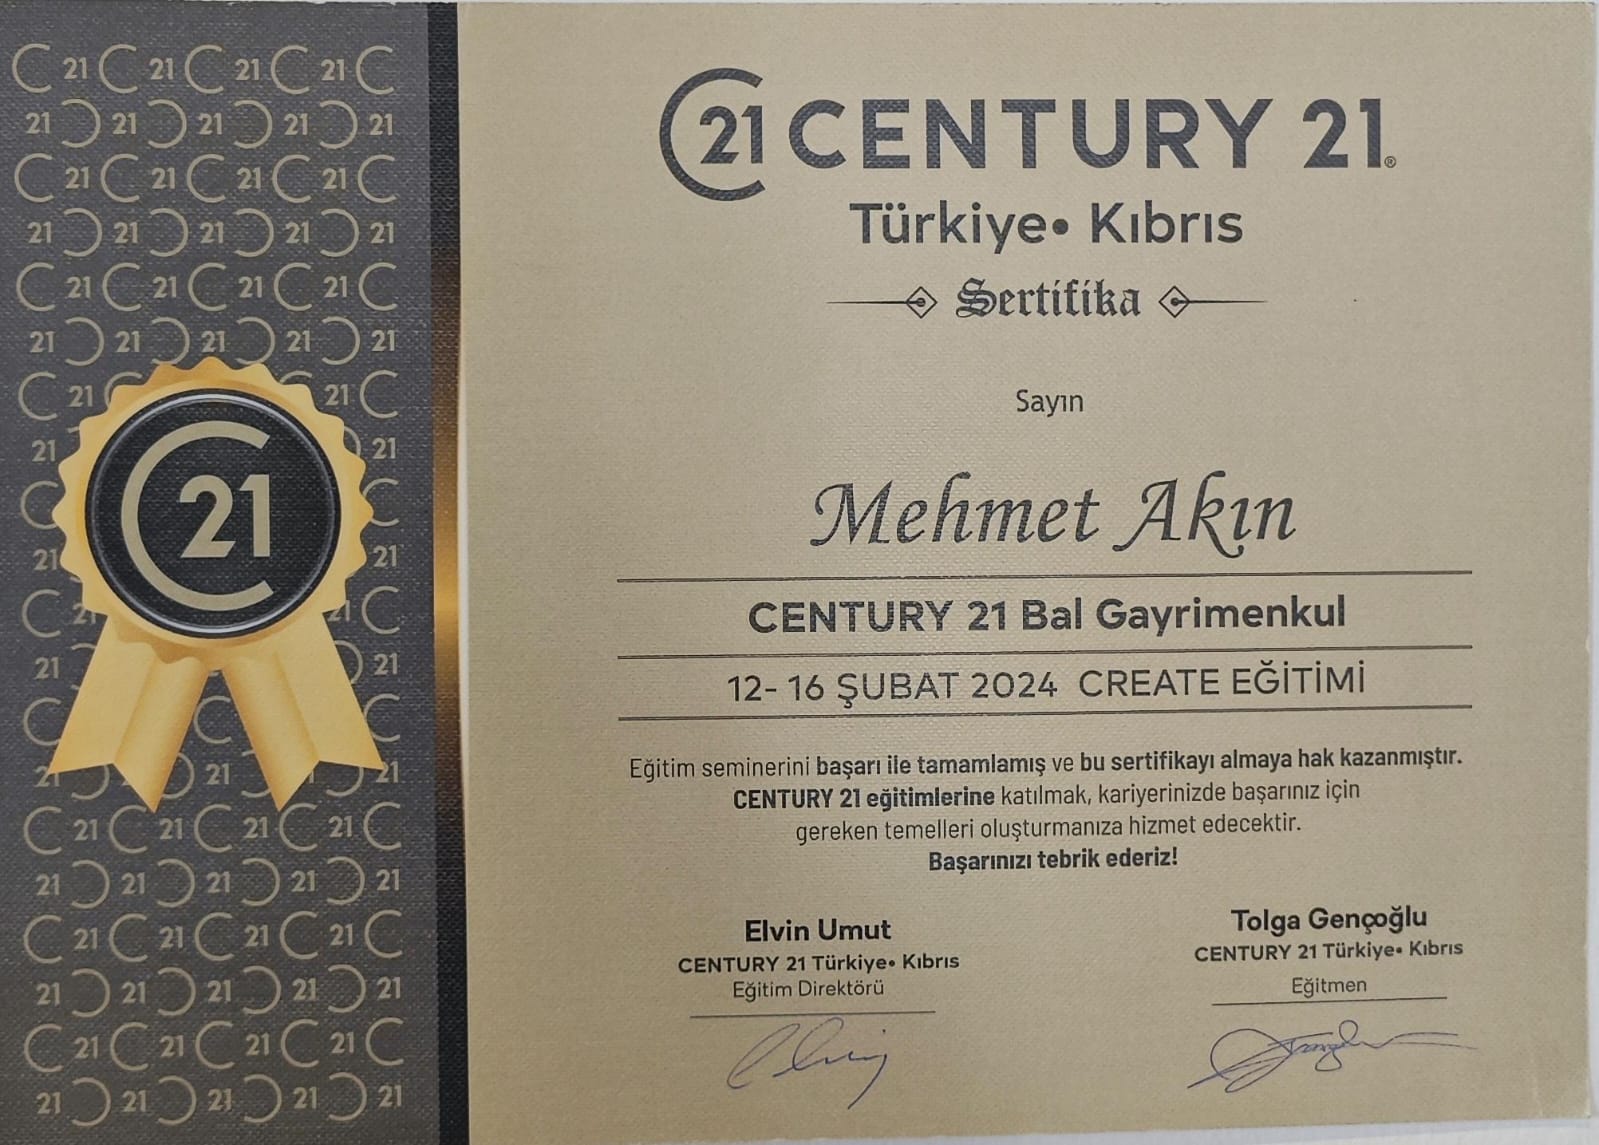 21 CENTURY 21®
Türkiye• Kıbrıs
Sertifika
Sayın
Mehmet Akın
CENTURY 21 Bal Gayrimenkul
12- 16 ŞUBAT 2024 CREATE EĞİTİMİ
Eğitim seminerini başarı ile tamamlamış ve bu sertifikayı almaya hak kazanmıştır.
CENTURY 21 eğitimlerine katılmak, kariyerinizde başarınız için
gereken temelleri oluşturmanıza hizmet edecektir.
Başarınızı tebrik ederiz!
Elvin Umut
CENTURY 21 Türkiye• Kıbrıs
Eğitim Direktörü
Tolga Gençoğlu
CENTURY 21 Türkiye• Kıbrıs
Eğitmen
C21